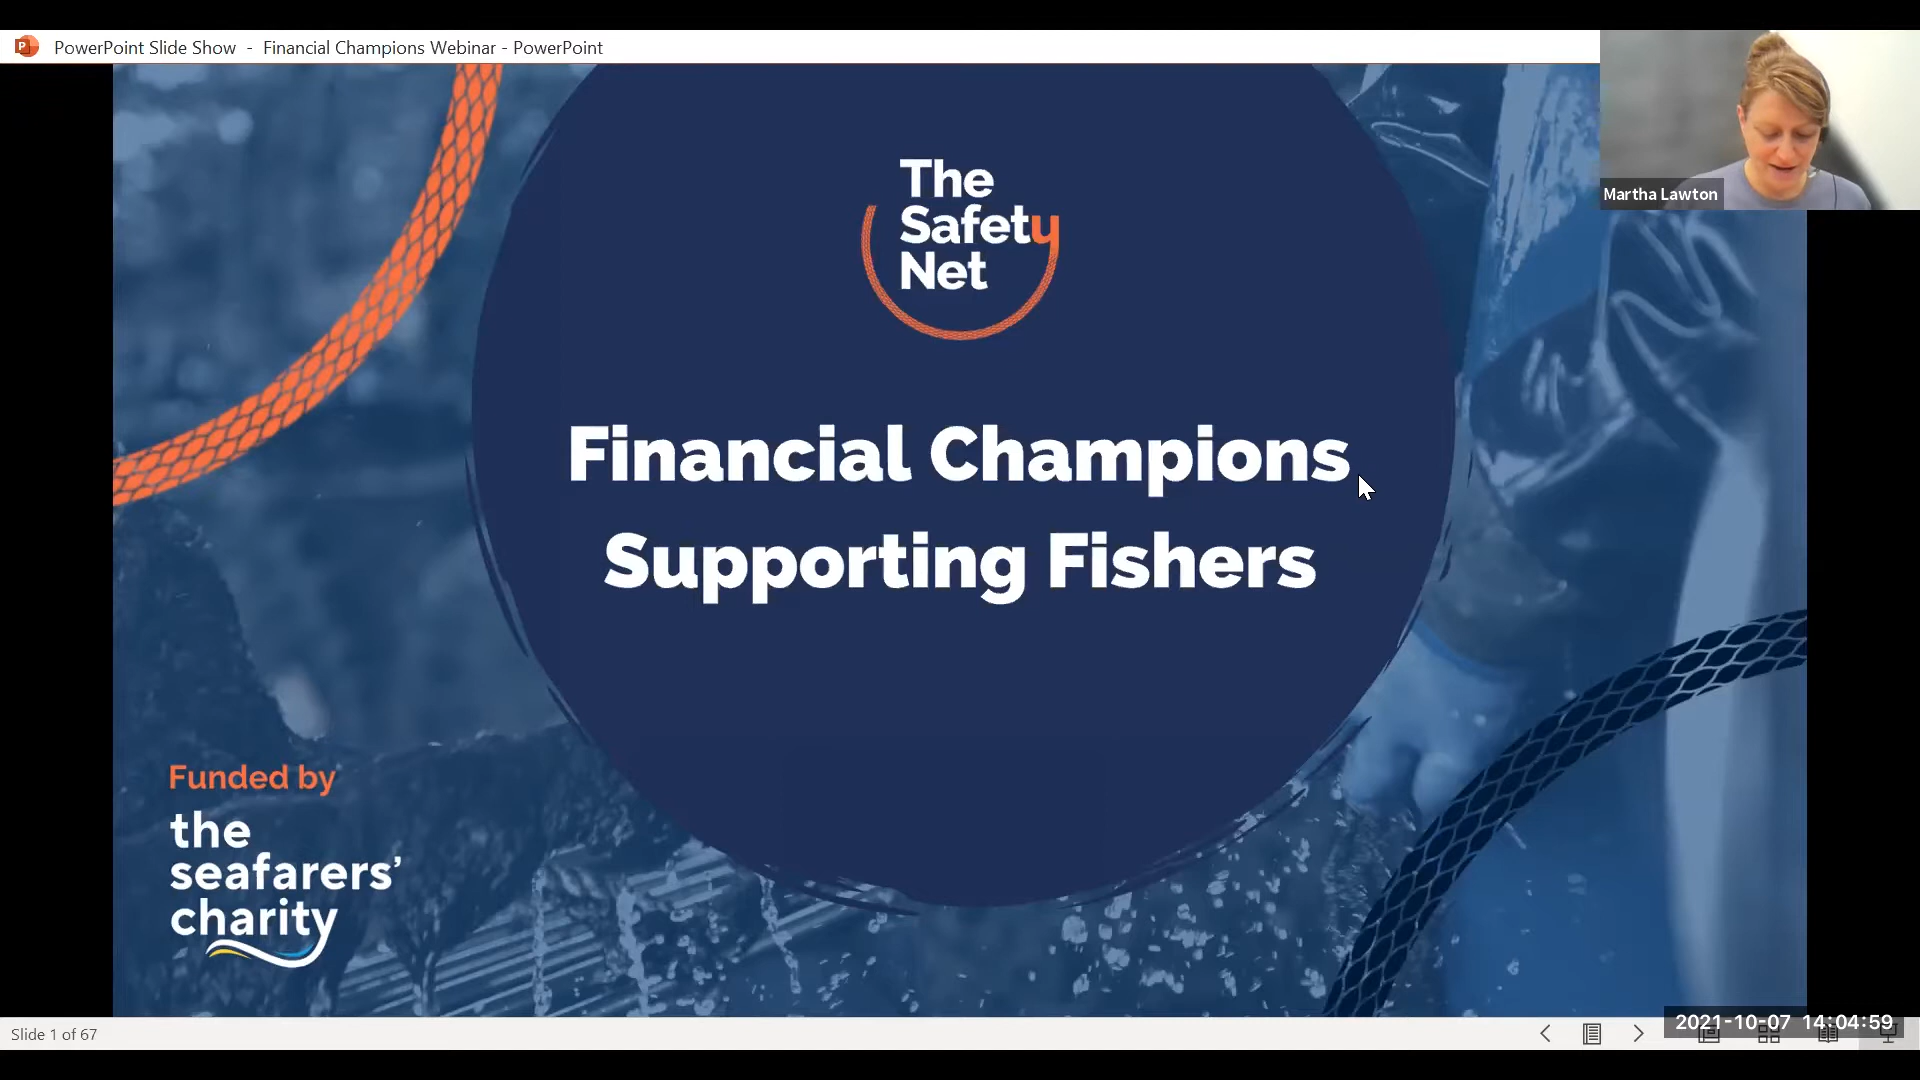 PowerPoint Slide Show - Financial Champions Webinar - PowerPoint
Martha Lawton
The
Safety
Net
Financial Champions
Supporting Fishers
Funded by
the
seafarers’
charity
Slide 1 of 67
2021-10-07 14:04:59